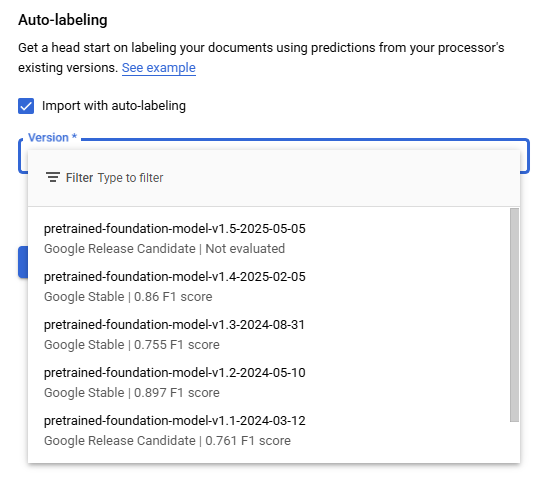 Auto-labeling
Get a head start on labeling your documents using predictions from your processor's
existing versions. See example
Import with auto-labeling
Version *
Filter Type to filter
pretrained-foundation-model-v1.5-2025-05-05
Google Release Candidate | Not evaluated
pretrained-foundation-model-v1.4-2025-02-05
Google Stable | 0.86 F1 score
pretrained-foundation-model-v1.3-2024-08-31
Google Stable | 0.755 F1 score
pretrained-foundation-model-v1.2-2024-05-10
Google Stable | 0.897 F1 score
pretrained-foundation-model-v1.1-2024-03-12
Google Release Candidate | 0.761 F1 score